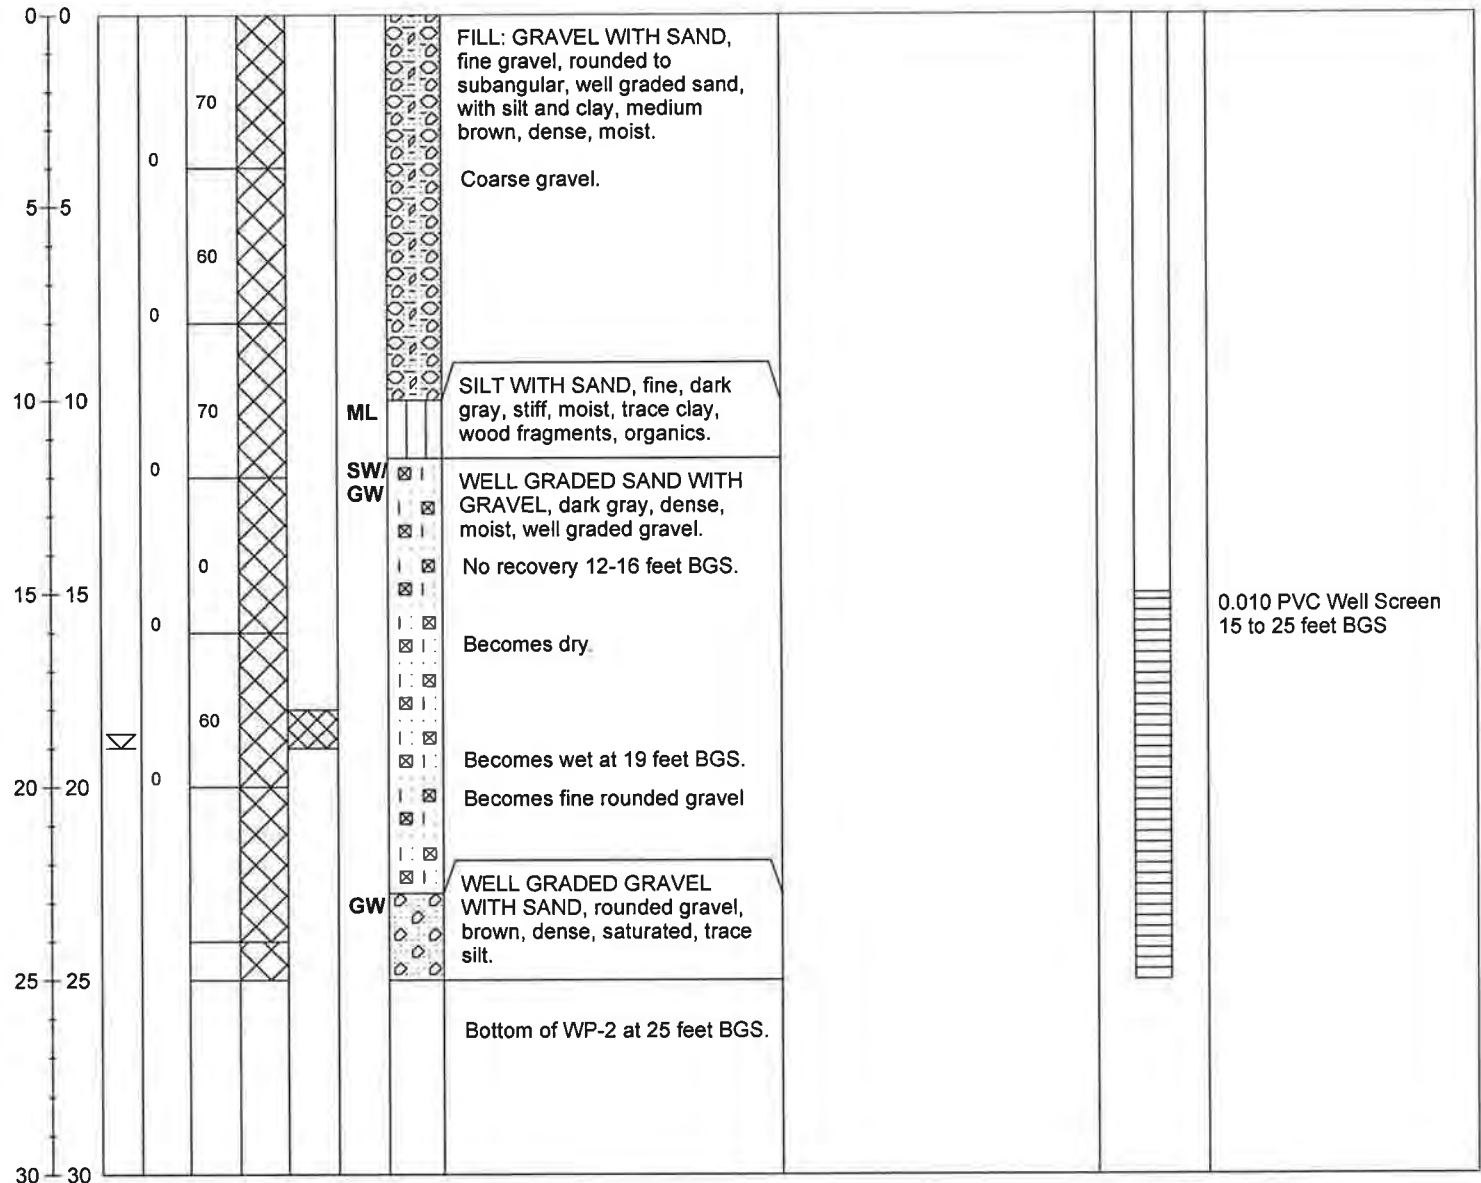 0 0
FILL: GRAVEL WITH SAND,
fine gravel, rounded to
subangular, well graded sand,
with silt and clay, medium
brown, dense, moist.
70
0
Coarse gravel.
5 5
60
0
SILT WITH SAND, fine, dark
gray, stiff, moist, trace clay,
wood fragments, organics.
10 10
70
ML
0
SW/
GW
WELL GRADED SAND WITH
GRAVEL, dark gray, dense,
moist, well graded gravel.
0
No recovery 12-16 feet BGS.
15 15
0.010 PVC Well Screen
15 to 25 feet BGS
0
Becomes dry.
60
Becomes wet at 19 feet BGS.
0
20 20
Becomes fine rounded gravel
GW
WELL GRADED GRAVEL
WITH SAND, rounded gravel,
brown, dense, saturated, trace
silt.
25 25
Bottom of WP-2 at 25 feet BGS.
30 30